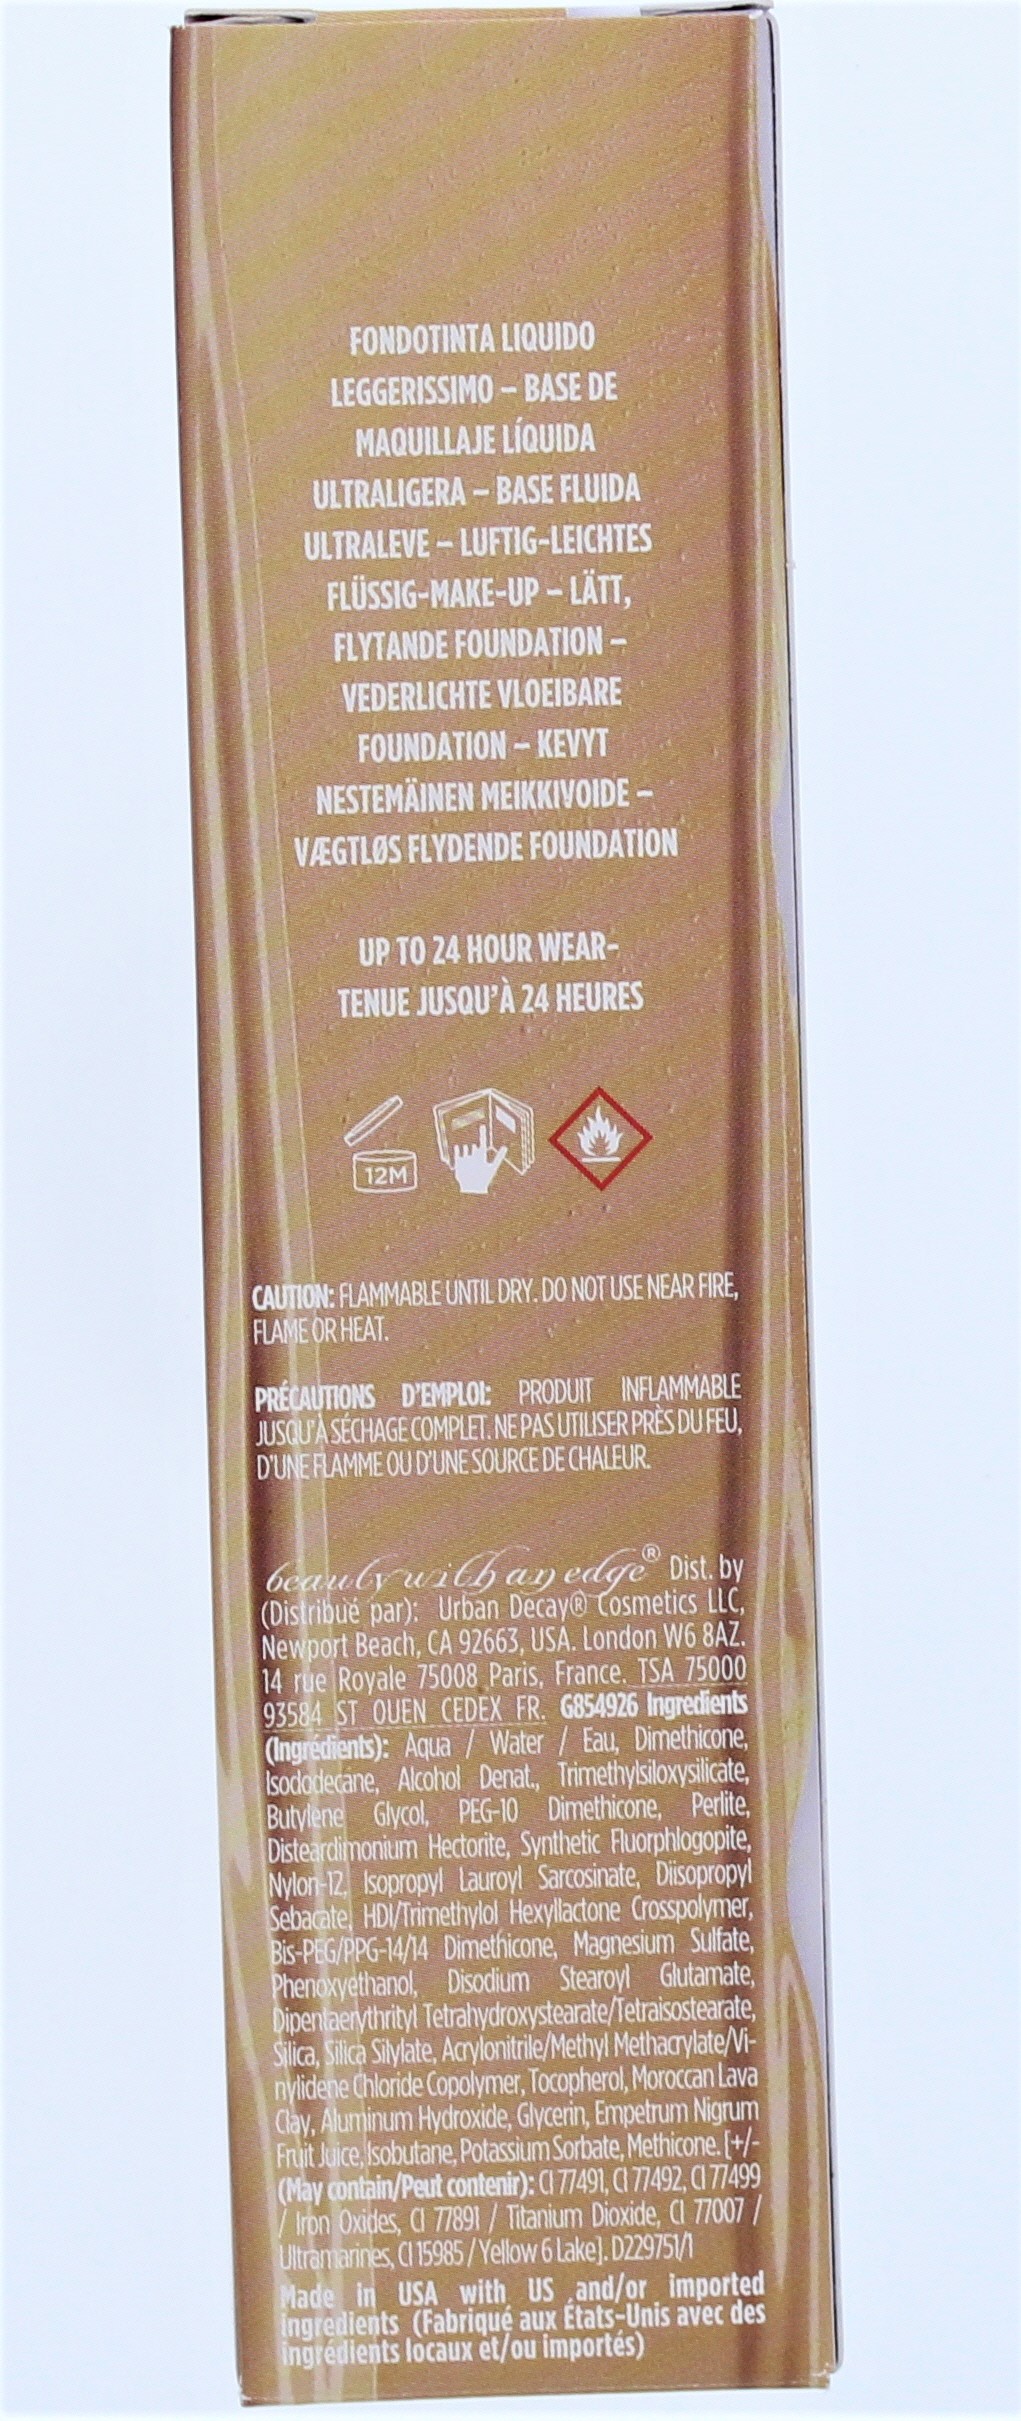 FONDOTINTA LIQUIDO
LEGGERISSIMO – BASE DE
MAQUILLAJE LÍQUIDA
ULTRALIGERA – BASE FLUIDA
ULTRALEVE – LUFTIG-LEICHTES
FLÜSSIG-MAKE-UP – LÄTT,
FLYTANDE FOUNDATION –
VEDERLICHTE VLOEIBARE
FOUNDATION – KEVYT
NESTEMÄINEN MEIKKIVOIDE –
VÆGTLØS FLYDENDE FOUNDATION
UP TO 24 HOUR WEAR-
TENUE JUSQU'À 24 HEURES
12M
CAUTION: FLAMMABLE UNTIL DRY. DO NOT USE NEAR FIRE,
FLAME OR HEAT.
PRÉCAUTIONS D'EMPLOI: PRODUIT INFLAMMABLE
JUSQU'À SÉCHAGE COMPLET. NE PAS UTILISER PRÈS DU FEU,
D'UNE FLAMME OU D'UNE SOURCE DE CHALEUR.
beauty with an edge® Dist. by
(Distribué par): Urban Decay® Cosmetics LLC,
Newport Beach, CA 92663, USA. London W6 8AZ.
14 rue Royale 75008 Paris, France. TSA 75000
93584 ST OUEN CEDEX FR. G854926 Ingredients
(Ingrédients): Aqua / Water / Eau, Dimethicone,
Isododecane, Alcohol Denat., Trimethylsiloxysilicate,
Butylene Glycol, PEG-10 Dimethicone, Perlite,
Disteardimonium Hectorite, Synthetic Fluorphlogopite,
Nylon-12, Isopropyl Lauroyl Sarcosinate, Diisopropyl
Sebacate, HDI/Trimethylol Hexyllactone Crosspolymer,
Bis-PEG/PPG-14/14 Dimethicone, Magnesium Sulfate,
Phenoxyethanol, Disodium Stearoyl Glutamate,
Dipentaerythrityl Tetrahydroxystearate/Tetraisostearate,
Silica, Silica Silylate, Acrylonitrile/Methyl Methacrylate/Vi-
nylidene Chloride Copolymer, Tocopherol, Moroccan Lava
Clay, Aluminum Hydroxide, Glycerin, Empetrum Nigrum
Fruit Juice, Isobutane, Potassium Sorbate, Methicone. [+/-
(May contain/Peut contenir): CI 77491, CI 77492, CI 77499
/ Iron Oxides, CI 77891 / Titanium Dioxide, CI 77007 /
Ultramarines, CI 15985 / Yellow 6 Lake]. D229751/1
Made in USA with US and/or imported
ingredients (Fabriqué aux États-Unis avec des
ingrédients locaux et/ou importés)